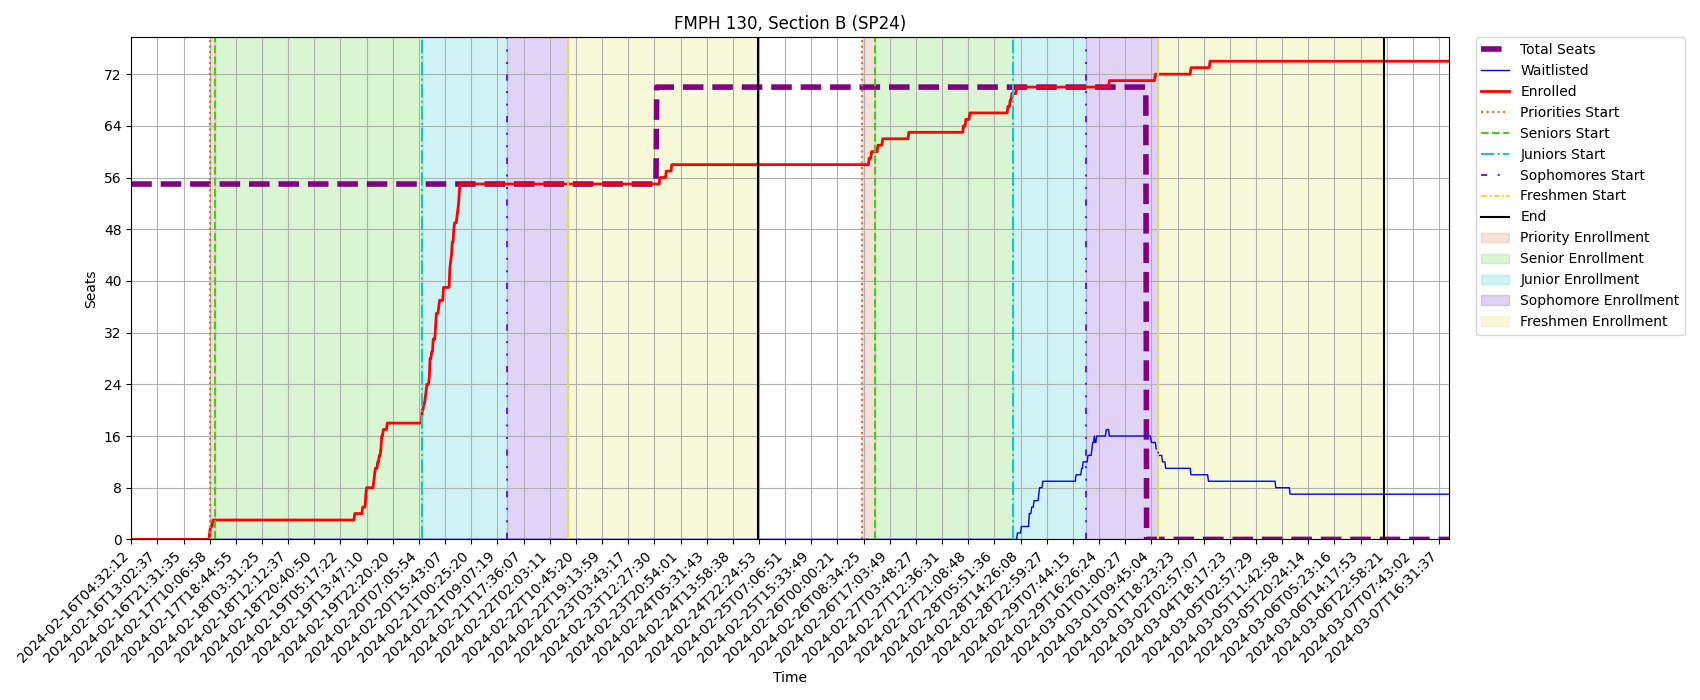 FMPH 130, Section B (SP24)
Seats
72
64
56
48
40
32
24
16
8
0
2024-02-16T04:32:12
2024-02-16T13:02:37
2024-02-16T21:31:35
2024-02-17T10:06:58
2024-02-17T18:44:55
2024-02-18T03:31:25
2024-02-18T12:12:37
2024-02-18T20:40:50
2024-02-19T05:17:22
2024-02-19T13:47:10
2024-02-19T22:20:20
2024-02-20T07:05:54
2024-02-20T15:43:07
2024-02-21T00:25:20
2024-02-21T09:07:19
2024-02-21T17:36:07
2024-02-22T02:03:11
2024-02-22T10:45:20
2024-02-22T19:13:59
2024-02-23T03:43:17
2024-02-23T12:27:30
2024-02-23T20:54:01
2024-02-24T05:31:43
2024-02-24T13:58:38
2024-02-24T22:24:53
2024-02-25T07:06:51
2024-02-25T15:33:49
2024-02-26T00:00:21
2024-02-26T08:34:25
2024-02-26T17:03:49
2024-02-27T03:48:27
2024-02-27T12:36:31
2024-02-27T21:08:48
2024-02-28T05:51:36
2024-02-28T14:26:08
2024-02-28T22:59:27
2024-02-29T07:44:15
2024-02-29T16:26:24
2024-03-01T01:00:27
2024-03-01T09:45:04
2024-03-01T18:23:23
2024-03-02T02:57:07
2024-03-04T18:17:23
2024-03-05T02:57:29
2024-03-05T11:42:58
2024-03-05T20:24:14
2024-03-06T05:23:16
2024-03-06T14:17:53
2024-03-06T22:58:21
2024-03-07T07:43:02
2024-03-07T16:31:37
Time
Total Seats
Waitlisted
Enrolled
Priorities Start
Seniors Start
Juniors Start
Sophomores Start
Freshmen Start
End
Priority Enrollment
Senior Enrollment
Junior Enrollment
Sophomore Enrollment
Freshmen Enrollment